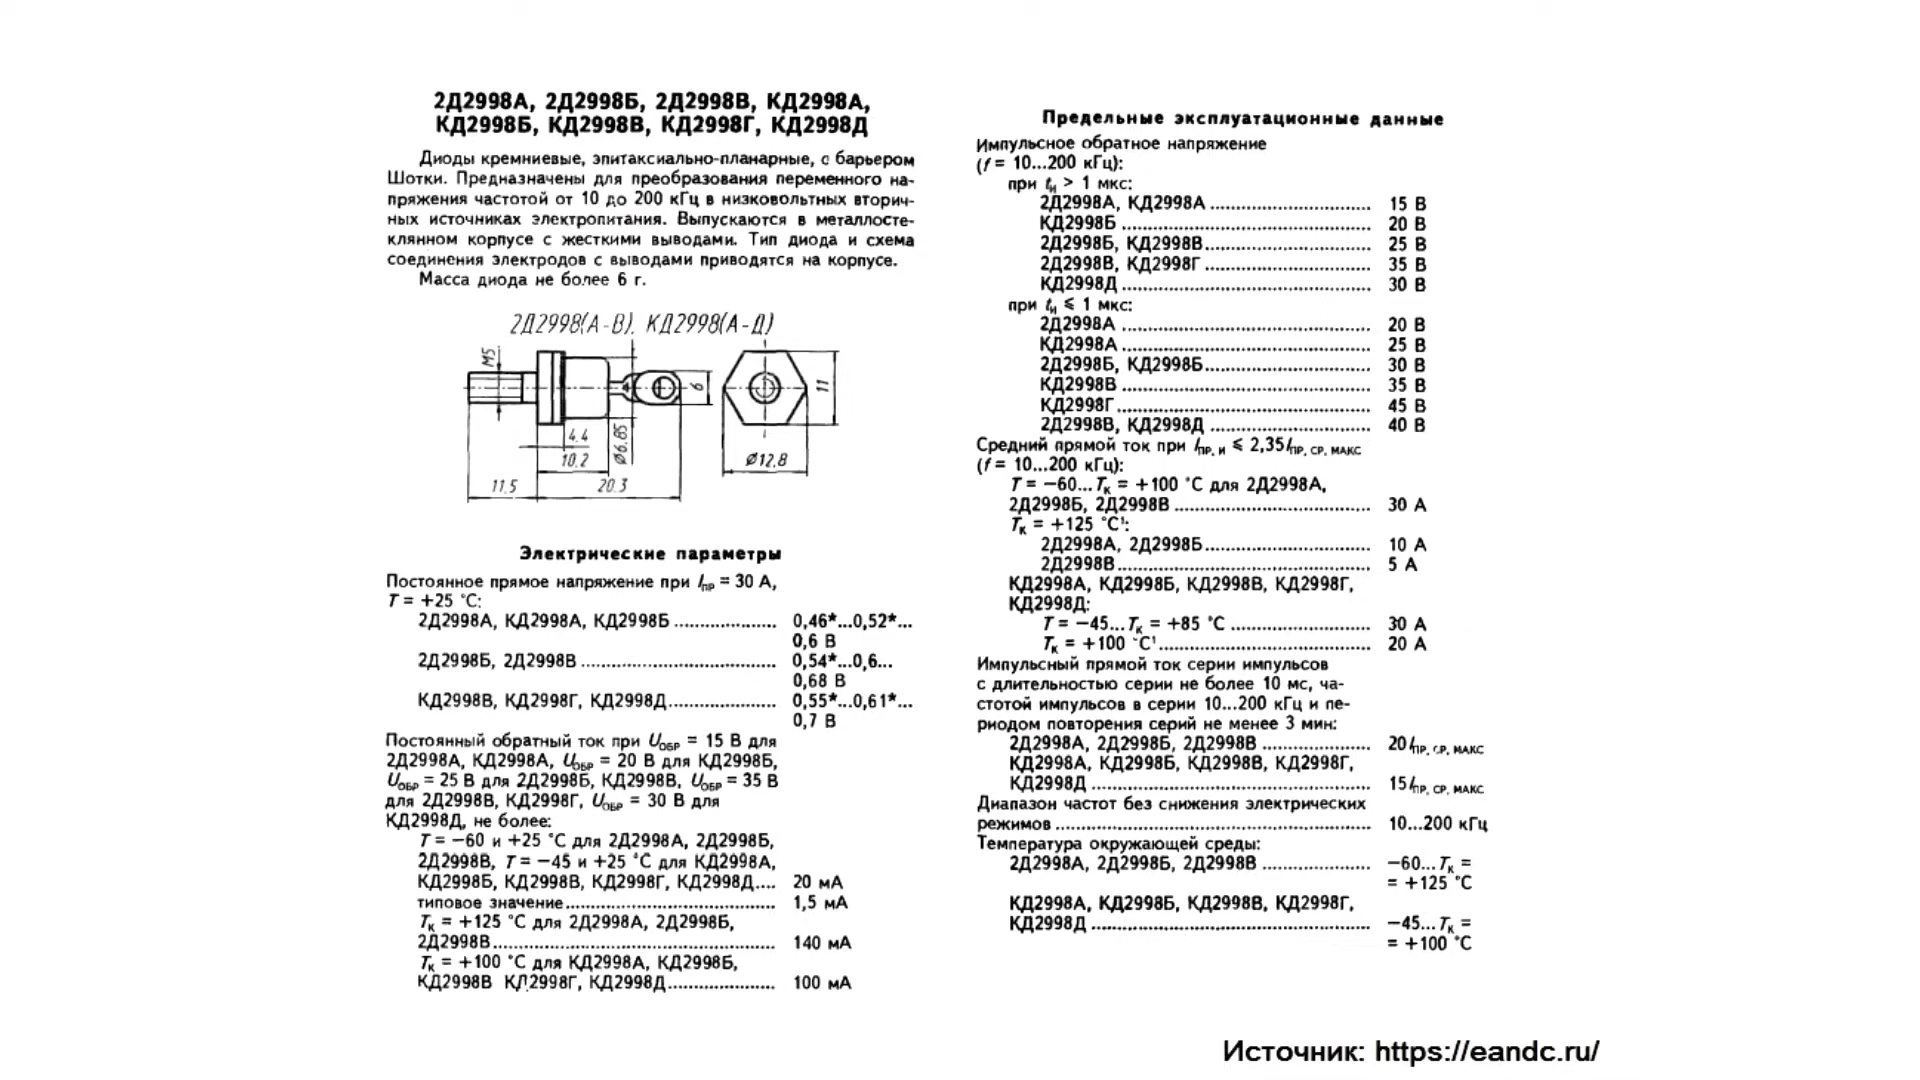 2Д2998А, 2Д2998Б, 2Д2998В, КД2998А,
КД2998Б, КД2998В, КД2998Г, КД2998Д
Диоды кремниевые, эпитаксиально-планарные, с барьером
Шотки. Предназначены для преобразования переменного на-
пряжения частотой от 10 до 200 кГц в низковольтных вторич-
ных источниках электропитания. Выпускаются в металлосте-
клянном корпусе с жесткими выводами. Тип диода и схема
соединения электродов с выводами приводятся на корпусе.
Масса диода не более 6 г.
2Д2998(А-В), КД2998(А-Д)
М5
6
11
4.4
10.2
Ø6.85
Ø12.8
11.5
20.3
Электрические параметры
Постоянное прямое напряжение при Iпр = 30 А,
T = +25 °С:
2Д2998А, КД2998А, КД2998Б ................... 0,46*...0,52*...
0,6 В
2Д2998Б, 2Д2998В ................................... 0,54*...0,6...
0,68 В
КД2998В, КД2998Г, КД2998Д ................... 0,55*...0,61*...
0,7 В
Постоянный обратный ток при Uобр = 15 В для
2Д2998А, КД2998А, Uобр = 20 В для КД2998Б,
Uобр = 25 В для 2Д2998Б, КД2998В, Uобр = 35 В
для 2Д2998В, КД2998Г, Uобр = 30 В для
КД2998Д, не более:
T = −60 и +25 °С для 2Д2998А, 2Д2998Б,
2Д2998В, T = −45 и +25 °С для КД2998А,
КД2998Б, КД2998В, КД2998Г, КД2998Д.... 20 мА
типовое значение...................................... 1,5 мА
Tк = +125 °С для 2Д2998А, 2Д2998Б,
2Д2998В................................................... 140 мА
Tк = +100 °С для КД2998А, КД2998Б,
КД2998В КД2998Г, КД2998Д.................... 100 мА
Предельные эксплуатационные данные
Импульсное обратное напряжение
(f = 10...200 кГц):
при tи > 1 мкс:
2Д2998А, КД2998А ............................. 15 В
КД2998Б ............................................. 20 В
2Д2998Б, КД2998В.............................. 25 В
2Д2998В, КД2998Г .............................. 35 В
КД2998Д ............................................. 30 В
при tи ⩽ 1 мкс:
2Д2998А ............................................. 20 В
КД2998А ............................................. 25 В
2Д2998Б, КД2998Б.............................. 30 В
КД2998В ............................................. 35 В
КД2998Г .............................................. 45 В
2Д2998В, КД2998Д ............................. 40 В
Средний прямой ток при Iпр, и ⩽ 2,35Iпр, ср, макс
(f = 10...200 кГц):
T = −60...Tк = +100 °С для 2Д2998А,
2Д2998Б, 2Д2998В .................................... 30 А
Tк = +125 °С¹:
2Д2998А, 2Д2998Б.............................. 10 А
2Д2998В.............................................. 5 А
КД2998А, КД2998Б, КД2998В, КД2998Г,
КД2998Д:
T = −45...Tк = +85 °С ......................... 30 А
Tк = +100 °С¹...................................... 20 А
Импульсный прямой ток серии импульсов
с длительностью серии не более 10 мс, ча-
стотой импульсов в серии 10...200 кГц и пе-
риодом повторения серий не менее 3 мин:
2Д2998А, 2Д2998Б, 2Д2998В ................... 20Iпр, ср, макс
КД2998А, КД2998Б, КД2998В, КД2998Г,
КД2998Д .................................................. 15Iпр, ср, макс
Диапазон частот без снижения электрических
режимов ......................................................... 10...200 кГц
Температура окружающей среды:
2Д2998А, 2Д2998Б, 2Д2998В ................... −60...Tк =
= +125 °С
КД2998А, КД2998Б, КД2998В, КД2998Г,
КД2998Д .................................................. −45...Tк =
= +100 °С
Источник: https://eandc.ru/